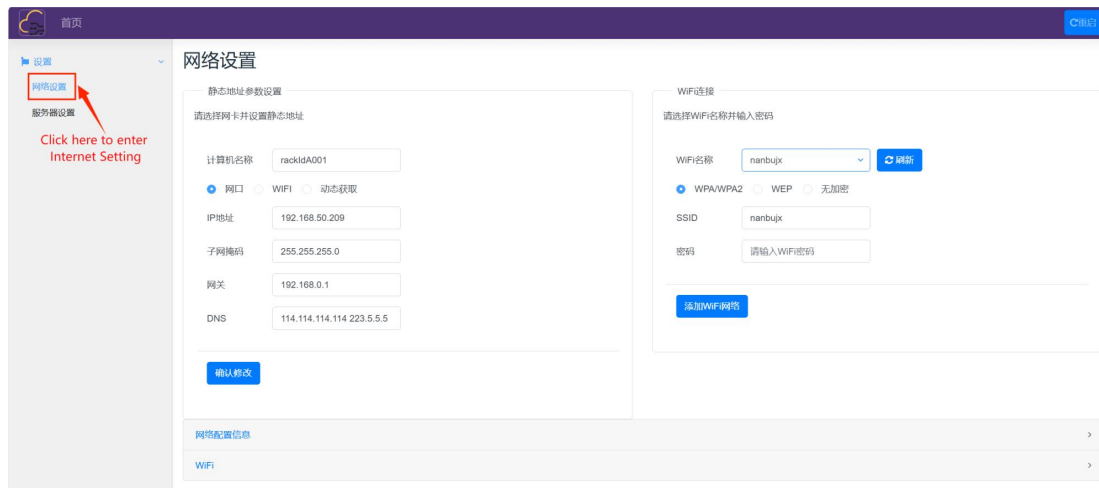 首页
C重启
设置
网络设置
服务器设置
Click here to enter
Internet Setting
网络设置
静态地址参数设置
请选择网卡并设置静态地址
计算机名称 rackIdA001
网口 WIFI 动态获取
IP地址 192.168.50.209
子网掩码 255.255.255.0
网关 192.168.0.1
DNS 114.114.114.114 223.5.5.5
确认修改
WiFi连接
请选择WiFi名称并输入密码
WiFi名称 nanbujx 刷新
WPA/WPA2 WEP 无加密
SSID nanbujx
密码 请输入WiFi密码
添加WiFi网络
网络配置信息
WiFi